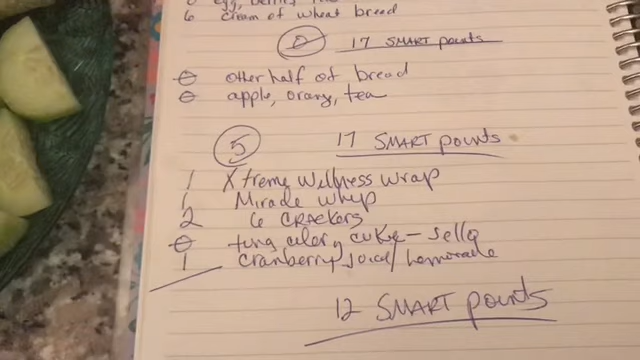 egg,
6 cream of wheat bread
0 17 SMART points
0 other half of bread
0 apple, orange, tea
5 17 SMART points
1 Xtreme Wellness wrap
1 Miracle whip
2 6 CRACKERS
0 tuna, celery, cuke - Jello
1 cranberry juice/lemonade
12 SMART points